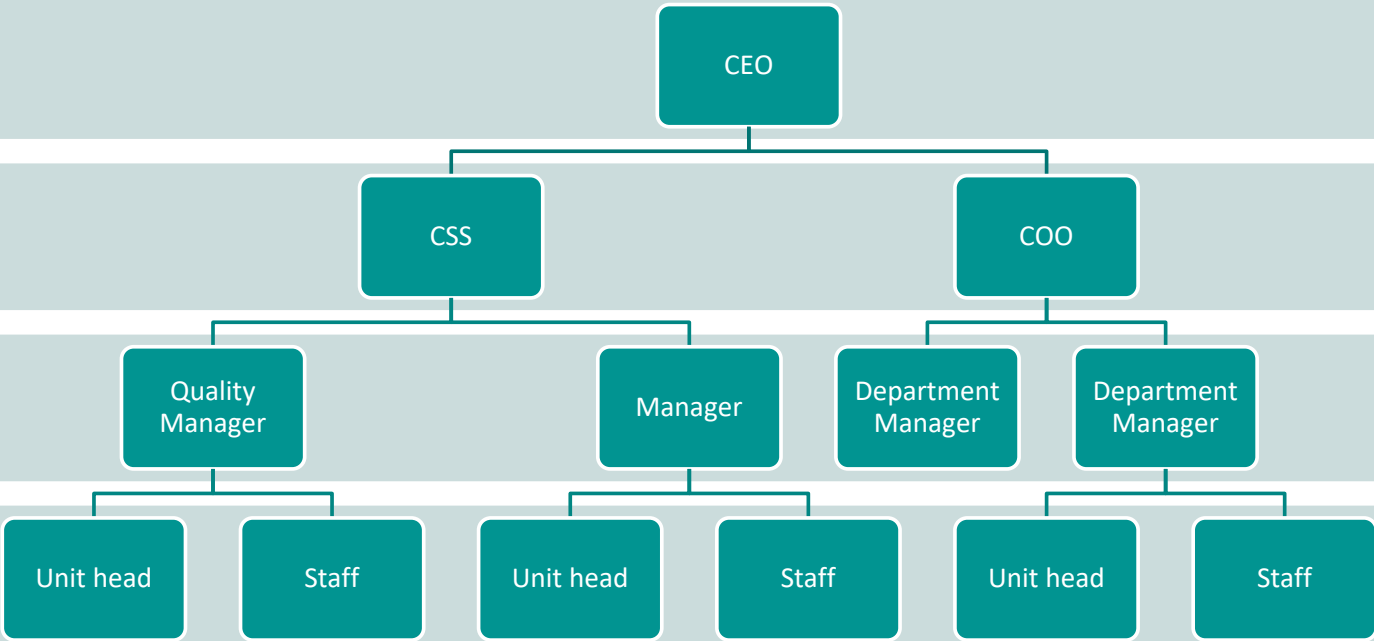 CEO
CSS
COO
Quality
Manager
Manager
Department
Manager
Department
Manager
Unit head
Staff
Unit head
Staff
Unit head
Staff